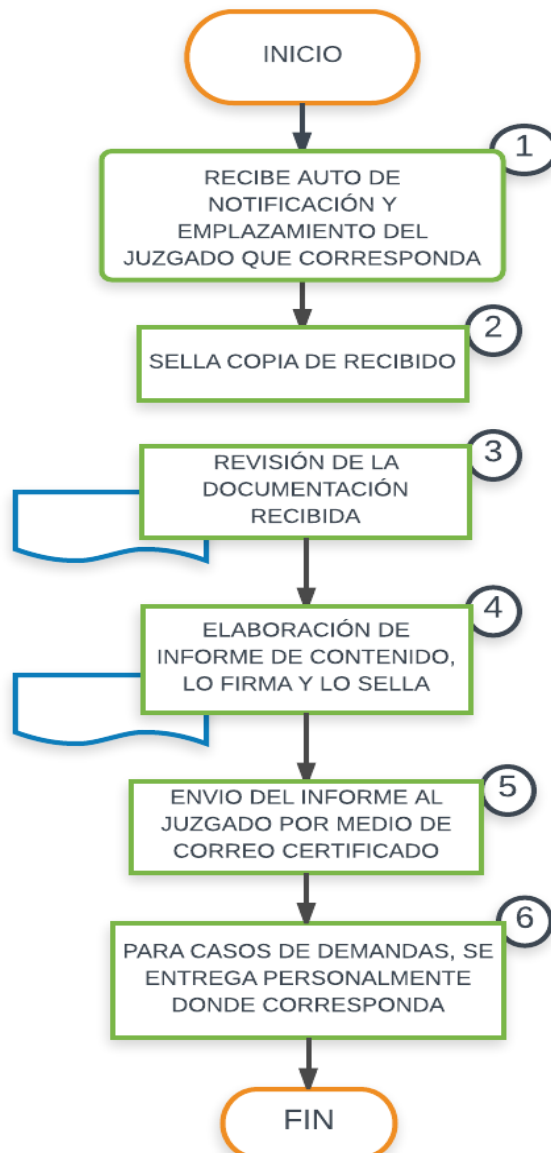 INICIO
1
RECIBE AUTO DE
NOTIFICACIÓN Y
EMPLAZAMIENTO DEL
JUZGADO QUE CORRESPONDA
2
SELLA COPIA DE RECIBIDO
3
REVISIÓN DE LA
DOCUMENTACIÓN
RECIBIDA
4
ELABORACIÓN DE
INFORME DE CONTENIDO,
LO FIRMA Y LO SELLA
5
ENVIO DEL INFORME AL
JUZGADO POR MEDIO DE
CORREO CERTIFICADO
6
PARA CASOS DE DEMANDAS, SE
ENTREGA PERSONALMENTE
DONDE CORRESPONDA
FIN